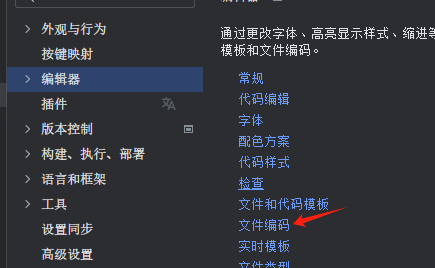 外观与行为
按键映射
编辑器
插件
版本控制
构建、执行、部署
语言和框架
工具
设置同步
高级设置
通过更改字体、高亮显示样式、缩进等
模板和文件编码。
常规
代码编辑
字体
配色方案
代码样式
检查
文件和代码模板
文件编码
实时模板
文件类型